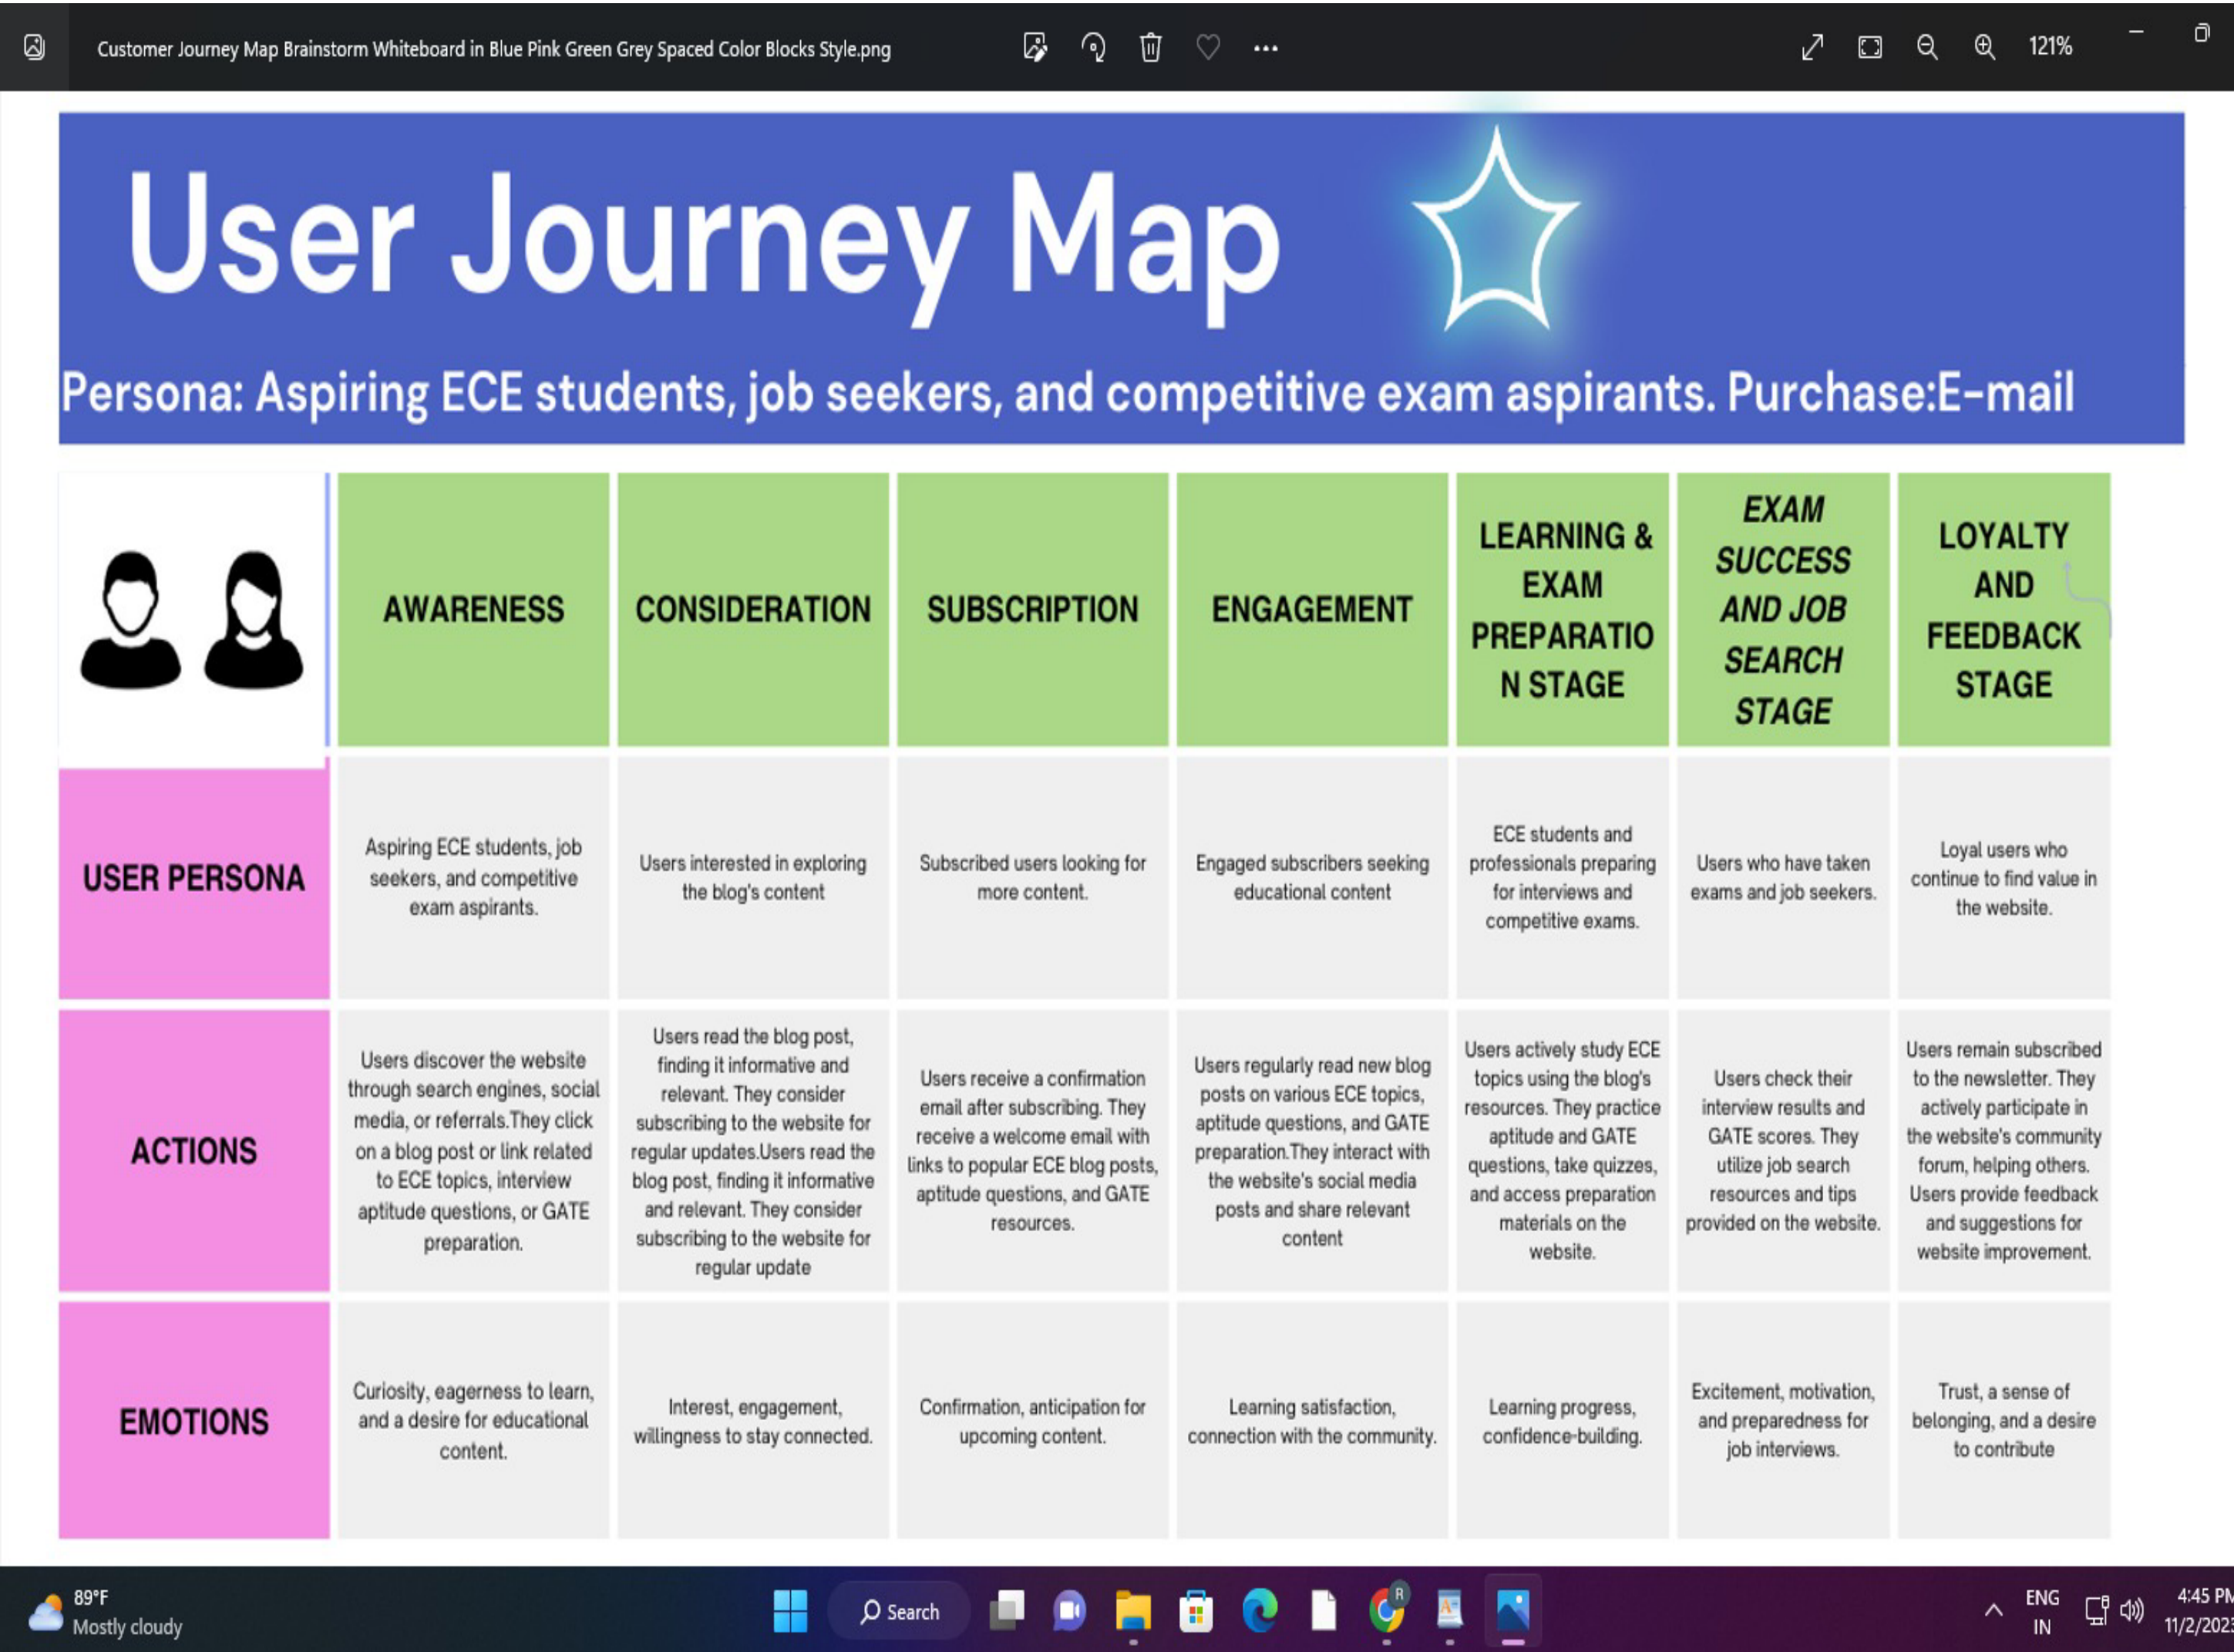 Customer Journey Map Brainstorm Whiteboard in Blue Pink Green Grey Spaced Color Blocks Style.png
121%
User Journey Map
Persona: Aspiring ECE students, job seekers, and competitive exam aspirants. Purchase:E-mail
AWARENESS
CONSIDERATION
SUBSCRIPTION
ENGAGEMENT
LEARNING &
EXAM
PREPARATIO
N STAGE
EXAM
SUCCESS
AND JOB
SEARCH
STAGE
LOYALTY
AND
FEEDBACK
STAGE
USER PERSONA
Aspiring ECE students, job
seekers, and competitive
exam aspirants.
Users interested in exploring
the blog's content
Subscribed users looking for
more content.
Engaged subscribers seeking
educational content
ECE students and
professionals preparing
for interviews and
competitive exams.
Users who have taken
exams and job seekers.
Loyal users who
continue to find value in
the website.
ACTIONS
Users discover the website
through search engines, social
media, or referrals.They click
on a blog post or link related
to ECE topics, interview
aptitude questions, or GATE
preparation.
Users read the blog post,
finding it informative and
relevant. They consider
subscribing to the website for
regular updates.Users read the
blog post, finding it informative
and relevant. They consider
subscribing to the website for
regular update
Users receive a confirmation
email after subscribing. They
receive a welcome email with
links to popular ECE blog posts,
aptitude questions, and GATE
resources.
Users regularly read new blog
posts on various ECE topics,
aptitude questions, and GATE
preparation.They interact with
the website's social media
posts and share relevant
content
Users actively study ECE
topics using the blog's
resources. They practice
aptitude and GATE
questions, take quizzes,
and access preparation
materials on the
website.
Users check their
interview results and
GATE scores. They
utilize job search
resources and tips
provided on the website.
Users remain subscribed
to the newsletter. They
actively participate in
the website's community
forum, helping others.
Users provide feedback
and suggestions for
website improvement.
EMOTIONS
Curiosity, eagerness to learn,
and a desire for educational
content.
Interest, engagement,
willingness to stay connected.
Confirmation, anticipation for
upcoming content.
Learning satisfaction,
connection with the community.
Learning progress,
confidence-building.
Excitement, motivation,
and preparedness for
job interviews.
Trust, a sense of
belonging, and a desire
to contribute
89°F
Mostly cloudy
Search
R
ENG
IN
4:45 PM
11/2/2023